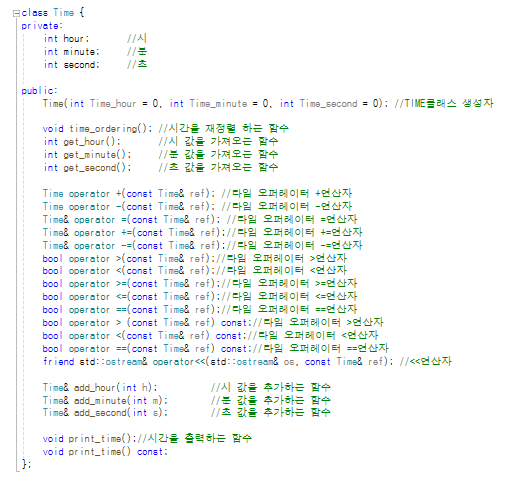 class Time {
private:
int hour; //시
int minute; //분
int second; //초
public:
Time(int Time_hour = 0, int Time_minute = 0, int Time_second = 0); //TIME클래스 생성자
void time_ordering(); //시간을 재정렬 하는 함수
int get_hour(); //시 값을 가져오는 함수
int get_minute(); //분 값을 가져오는 함수
int get_second(); //초 값을 가져오는 함수
Time operator +(const Time& ref); //타임 오퍼레이터 +연산자
Time operator -(const Time& ref); //타임 오퍼레이터 -연산자
Time& operator =(const Time& ref); //타임 오퍼레이터 =연산자
Time& operator +=(const Time& ref);//타임 오퍼레이터 +=연산자
Time& operator -=(const Time& ref);//타임 오퍼레이터 -=연산자
bool operator >(const Time& ref);//타임 오퍼레이터 >연산자
bool operator <(const Time& ref);//타임 오퍼레이터 <연산자
bool operator >=(const Time& ref);//타임 오퍼레이터 >=연산자
bool operator <=(const Time& ref);//타임 오퍼레이터 <=연산자
bool operator ==(const Time& ref);//타임 오퍼레이터 ==연산자
bool operator > (const Time& ref) const;//타임 오퍼레이터 >연산자
bool operator <(const Time& ref) const;//타임 오퍼레이터 <연산자
bool operator ==(const Time& ref) const;//타임 오퍼레이터 ==연산자
friend std::ostream& operator<<(std::ostream& os, const Time& ref); //<<연산자
Time& add_hour(int h); //시 값을 추가하는 함수
Time& add_minute(int m); //분 값을 추가하는 함수
Time& add_second(int s); //초 값을 추가하는 함수
void print_time();//시간을 출력하는 함수
void print_time() const;
};